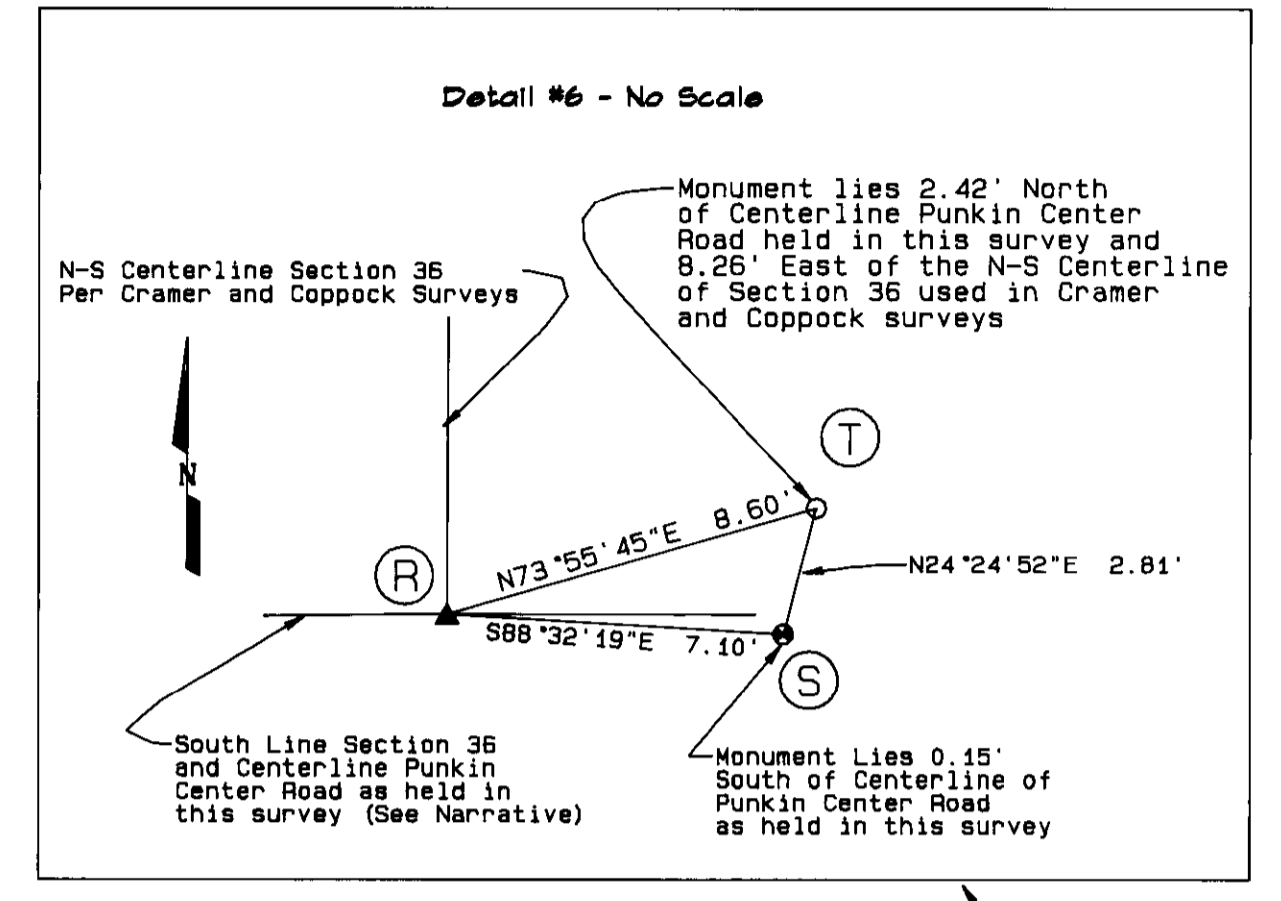 Detail #6 - No Scale
Monument lies 2.42' North
of Centerline Punkin Center
Road held in this survey and
8.26' East of the N-S Centerline
of Section 36 used in Cramer
and Coppock surveys
N-S Centerline Section 36
Per Cramer and Coppock Surveys
N
T
R
N73°55'45"E 8.60'
N24°24'52"E 2.81'
S88°32'19"E 7.10'
S
South Line Section 36
and Centerline Punkin
Center Road as held in
this survey (See Narrative)
Monument Lies 0.15'
South of Centerline of
Punkin Center Road
as held in this survey